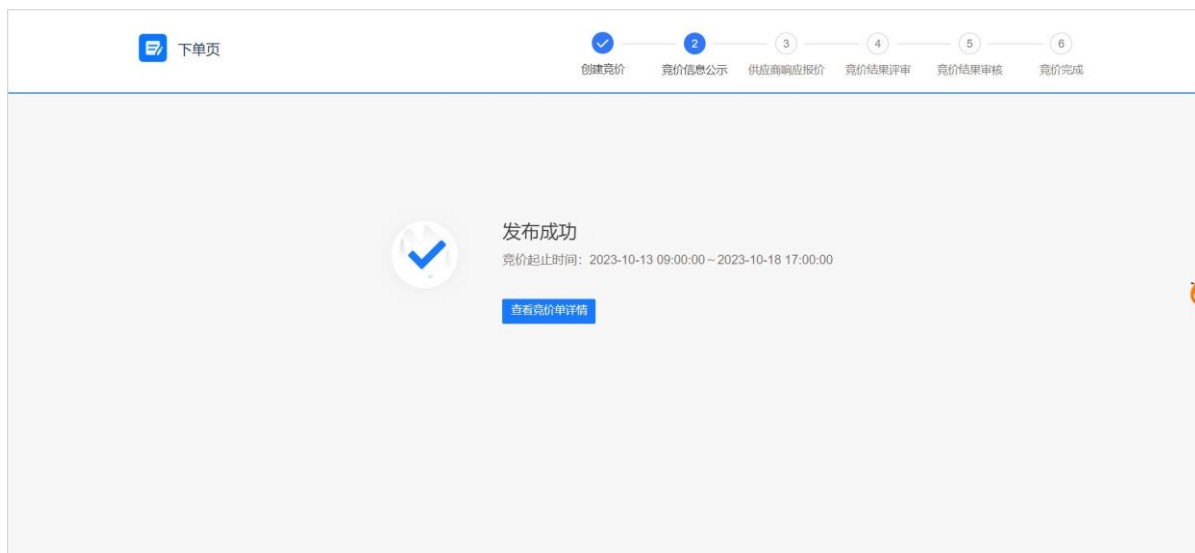 下单页
2 3 4 5 6
创建竞价 竞价信息公示 供应商响应报价 竞价结果评审 竞价结果审核 竞价完成
发布成功
竞价起止时间：2023-10-13 09:00:00 ~ 2023-10-18 17:00:00
查看竞价单详情